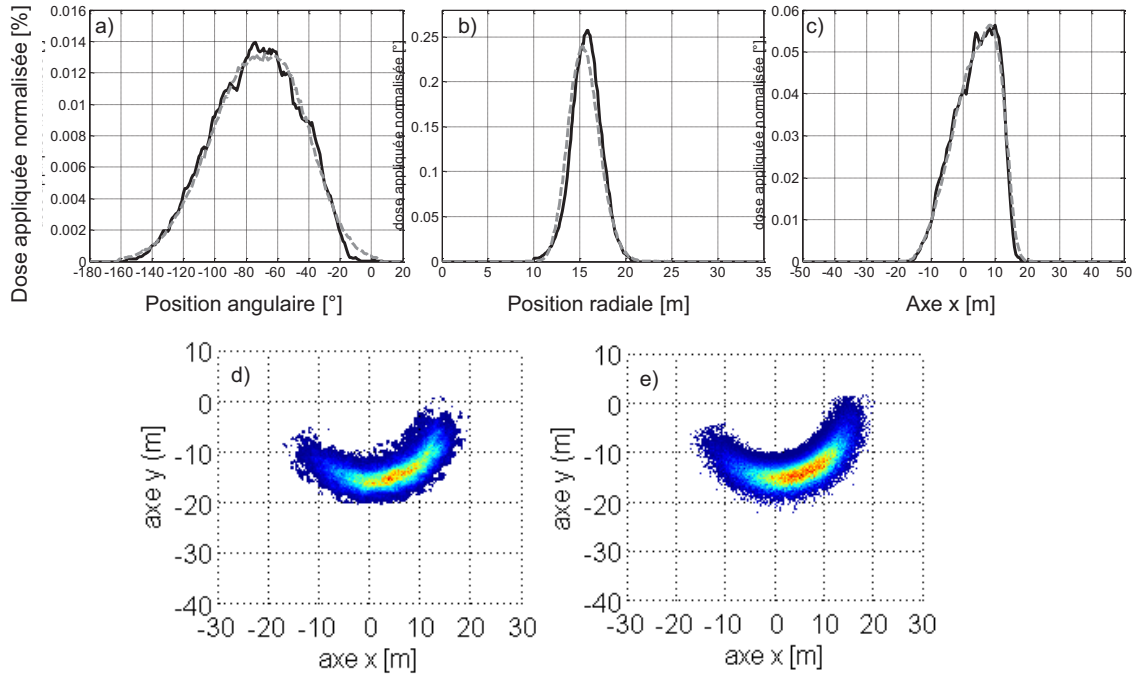 Dose appliquée normalisée [%]
a)
0.016
0.014
0.012
0.01
0.008
0.006
0.004
0.002
0
-180 -160 -140 -120 -100 -80 -60 -40 -20 0 20
Position angulaire [°]
dose appliquée normalisée [°]
b)
0.25
0.2
0.15
0.1
0.05
0
0 5 10 15 20 25 30 35
Position radiale [m]
dose appliquée normalisée [°]
c)
0.06
0.05
0.04
0.03
0.02
0.01
0
-50 -40 -30 -20 -10 0 10 20 30 40 50
Axe x [m]
d)
axe y (m]
10
0
-10
-20
-30
-40
-30 -20 -10 0 10 20 30
axe x [m]
e)
axe y (m]
10
0
-10
-20
-30
-40
-30 -20 -10 0 10 20 30
axe x [m]